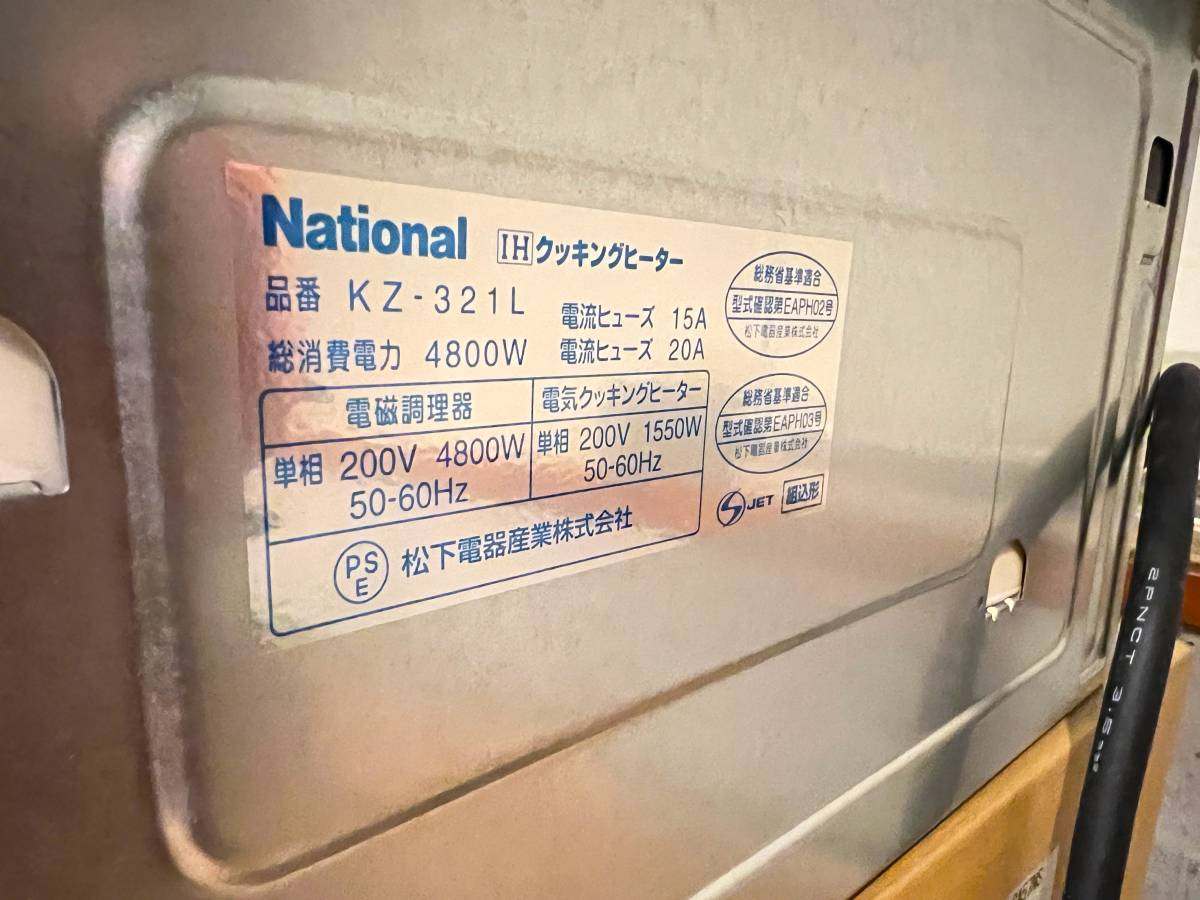 National IHクッキングヒーター
品番 KZ-321L
電流ヒューズ 15A
総消費電力 4800W
電流ヒューズ 20A
電磁調理器
単相 200V 4800W
50-60Hz
電気クッキングヒーター
単相 200V 1550W
50-60Hz
PS
E
松下電器産業株式会社
総務省基準適合
型式確認第EAPH02号
松下電器産業株式会社
総務省基準適合
型式確認第EAPH03号
松下電器産業株式会社
S JET 組込形
2PNCT 3.5